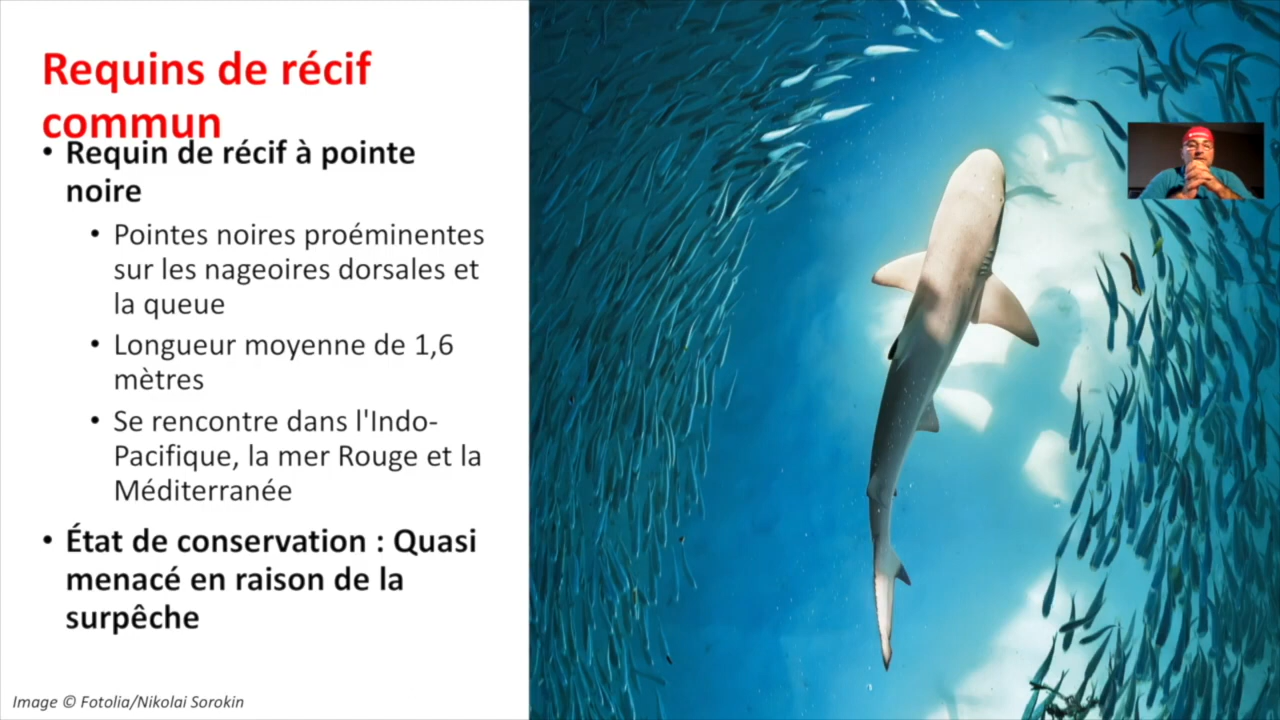 Requins de récif
commun
• Requin de récif à pointe
noire
• Pointes noires proéminentes
sur les nageoires dorsales et
la queue
• Longueur moyenne de 1,6
mètres
• Se rencontre dans l'Indo-
Pacifique, la mer Rouge et la
Méditerranée
• État de conservation : Quasi
menacé en raison de la
surpêche
Image © Fotolia/Nikolai Sorokin